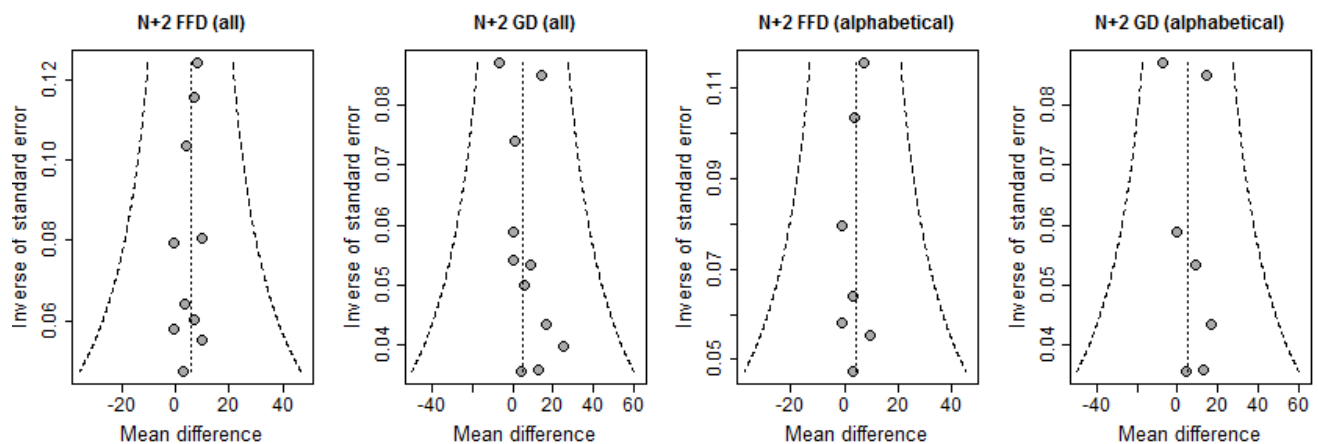 N+2 FFD (all)
Inverse of standard error
0.12
0.10
0.08
0.06
-20 0 20 40
Mean difference
N+2 GD (all)
Inverse of standard error
0.08
0.07
0.06
0.05
0.04
-40 0 20 40 60
Mean difference
N+2 FFD (alphabetical)
Inverse of standard error
0.11
0.09
0.07
0.05
-20 0 20 40
Mean difference
N+2 GD (alphabetical)
Inverse of standard error
0.08
0.07
0.06
0.05
0.04
-40 0 20 40 60
Mean difference